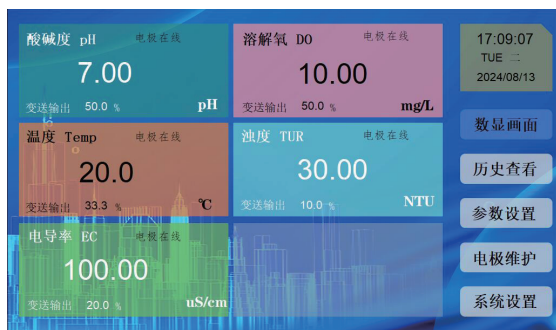 酸碱度 pH 电极在线
7.00
变送输出 50.0 % pH
溶解氧 DO 电极在线
10.00
变送输出 50.0 % mg/L
温度 Temp 电极在线
20.0
变送输出 33.3 % ℃
浊度 TUR 电极在线
30.00
变送输出 10.0 % NTU
电导率 EC 电极在线
100.00
变送输出 20.0 % uS/cm
17:09:07
TUE 二
2024/08/13
数显画面
历史查看
参数设置
电极维护
系统设置